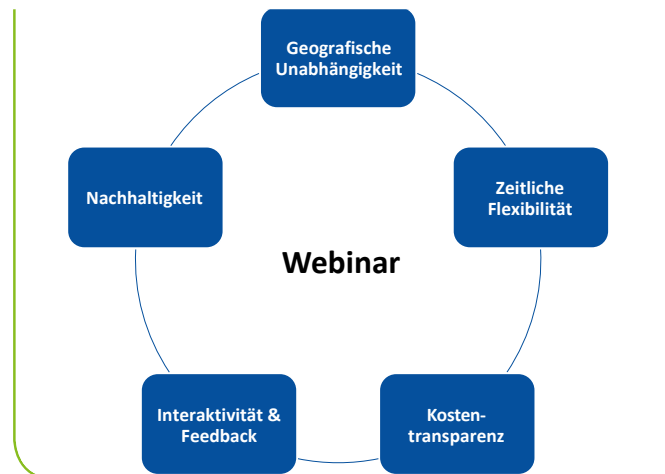 Geografische
Unabhängigkeit
Zeitliche
Flexibilität
Nachhaltigkeit
Webinar
Interaktivität &
Feedback
Kosten-
transparenz